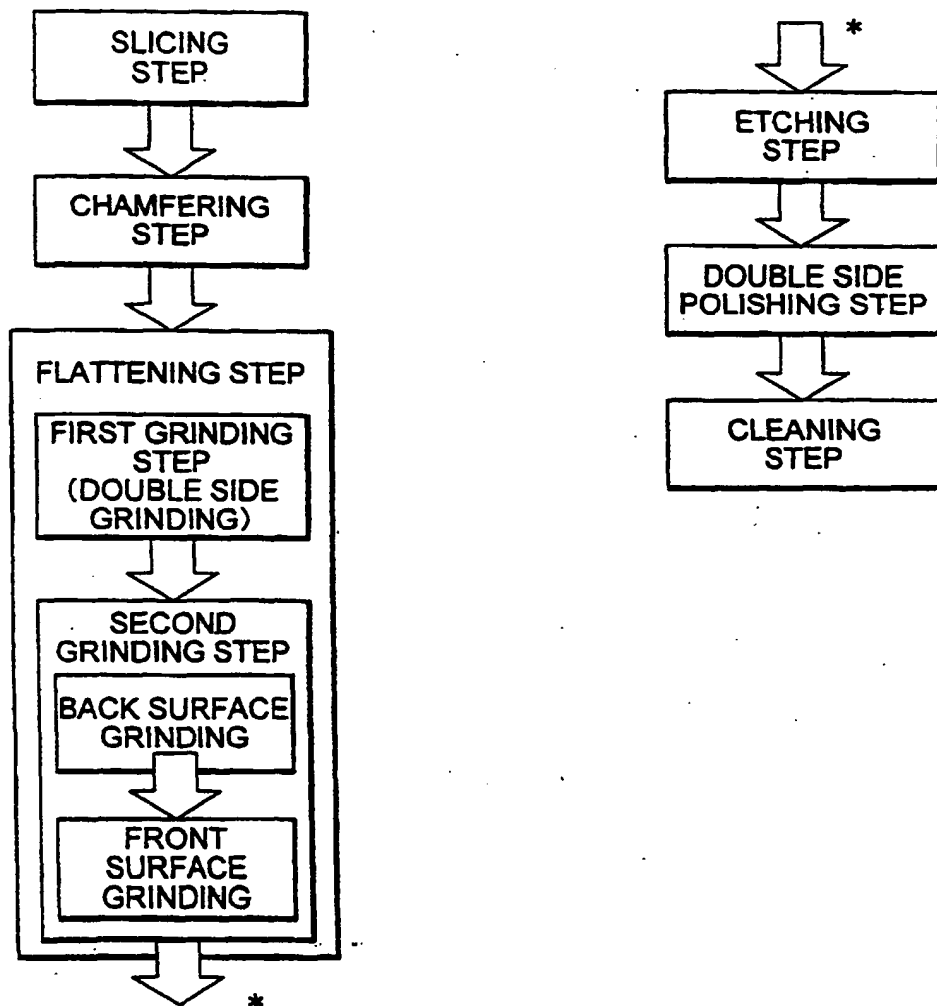 SLICING
STEP
CHAMFERING
STEP
FLATTENING STEP
FIRST GRINDING
STEP
(DOUBLE SIDE
GRINDING)
SECOND
GRINDING STEP
BACK SURFACE
GRINDING
FRONT
SURFACE
GRINDING
*
*
ETCHING
STEP
DOUBLE SIDE
POLISHING STEP
CLEANING
STEP